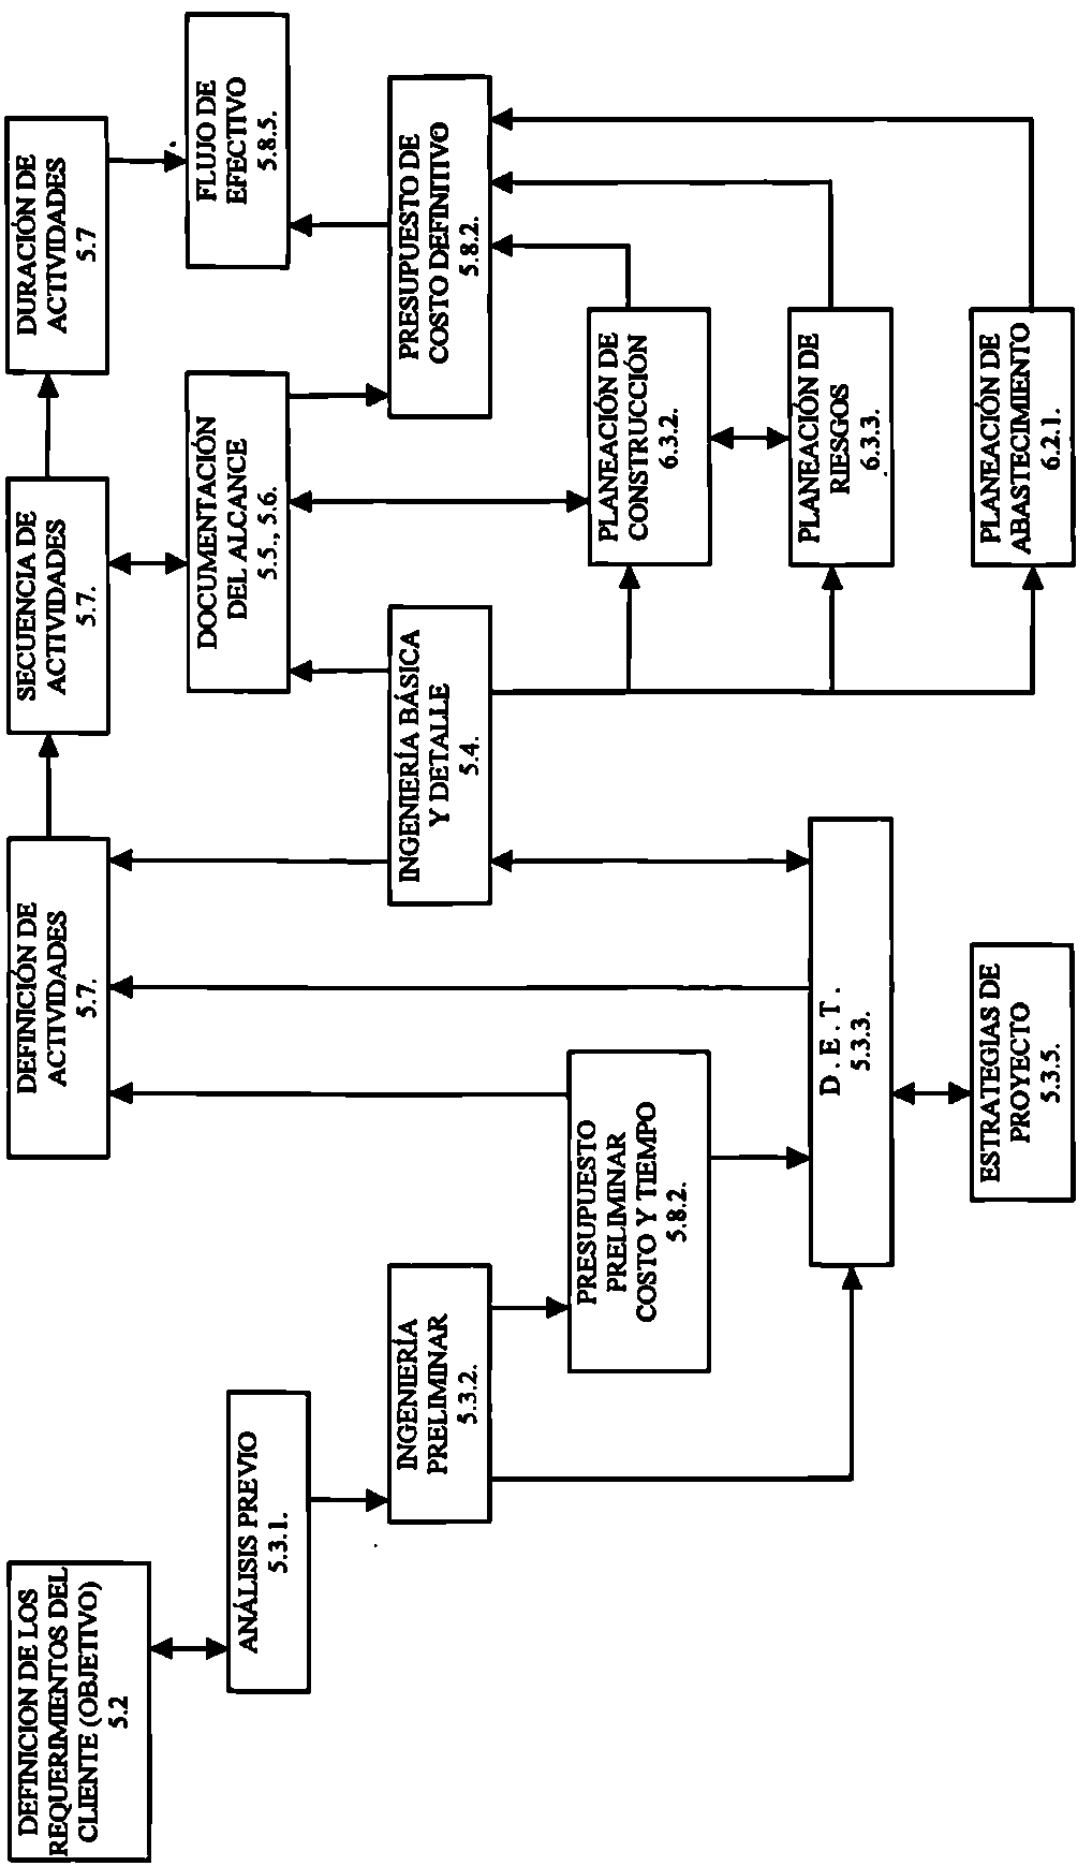 DEFINICION DE LOS
REQUERIMIENTOS DEL
CLIENTE (OBJETIVO)
5.2
ANÁLISIS PREVIO
5.3.1.
INGENIERÍA
PRELIMINAR
5.3.2.
PRESUPUESTO
PRELIMINAR
COSTO Y TIEMPO
5.8.2.
D . E . T .
5.3.3.
ESTRATEGIAS DE
PROYECTO
5.3.5.
DEFINICIÓN DE
ACTIVIDADES
5.7.
INGENIERÍA BÁSICA
Y DETALLE
5.4.
SECUENCIA DE
ACTIVIDADES
5.7.
DOCUMENTACIÓN
DEL ALCANCE
5.5., 5.6.
PLANEACIÓN DE
CONSTRUCCIÓN
6.3.2.
PLANEACIÓN DE
RIESGOS
6.3.3.
PLANEACIÓN DE
ABASTECIMIENTO
6.2.1.
DURACIÓN DE
ACTIVIDADES
5.7
FLUJO DE
EFECTIVO
5.8.5.
PRESUPUESTO DE
COSTO DEFINITIVO
5.8.2.